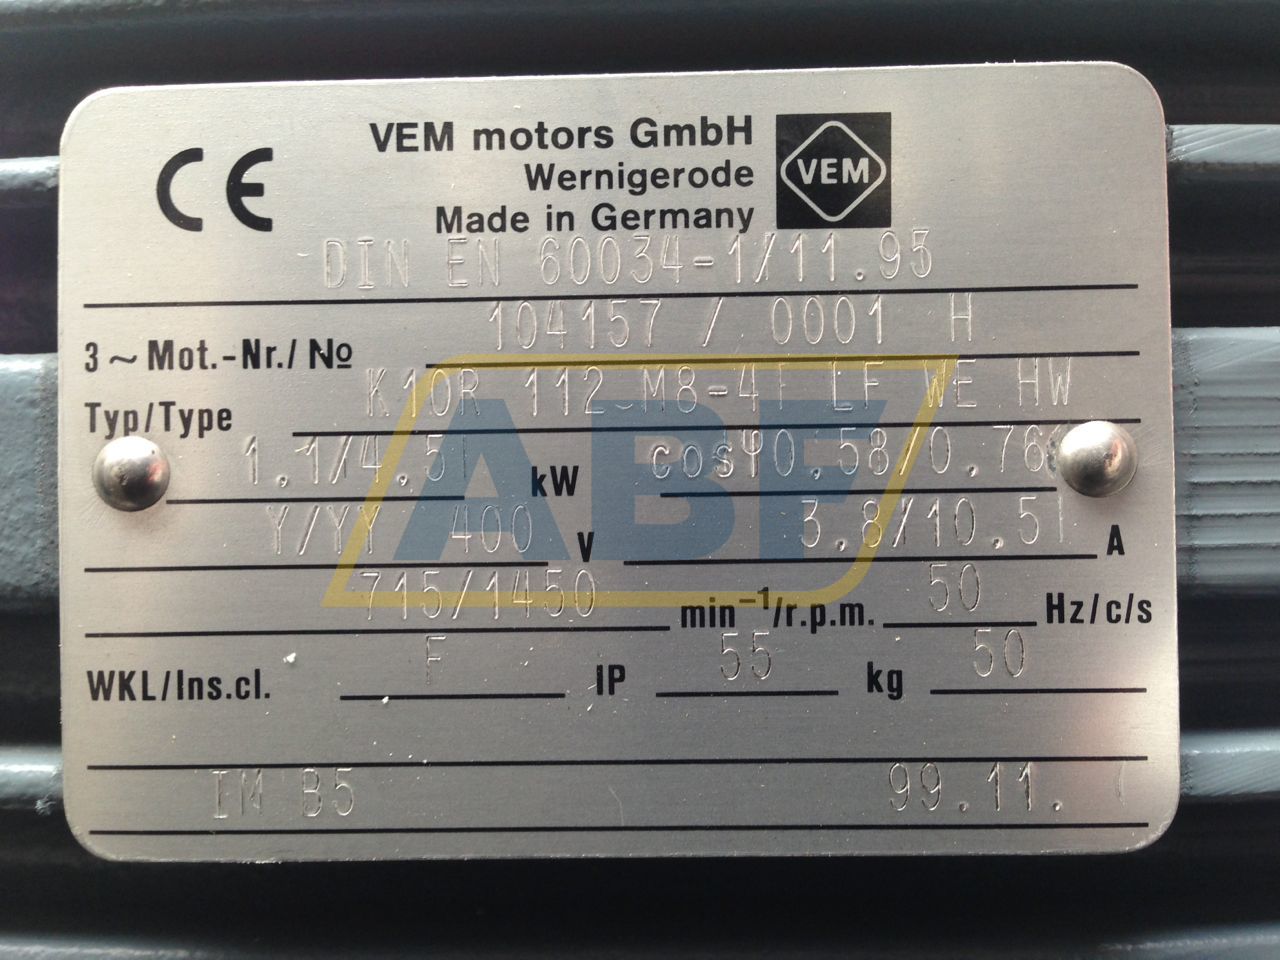 CE
VEM motors GmbH
VEM
Wernigerode
Made in Germany
DIN EN 60034-1/11.95
3~Mot.-Nr./№ 104157 / 0001 H
Typ/Type K10R 112 M8-4 LF WE HW
1.1/4.5 kW cosφ 0.58/0.76
Y/YY 400 V 3.8/10.5 A
715/1450 min⁻¹/r.p.m. 50 Hz/c/s
WKL/Ins.cl. F IP 55 kg 50
IM B5 99.11.
ABF